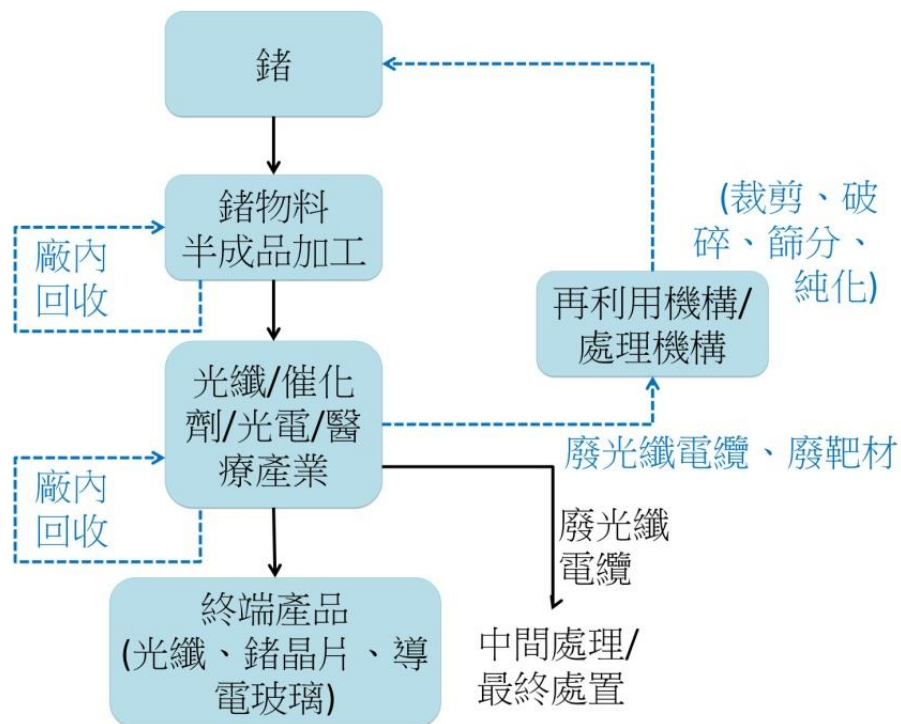 鍺
鍺物料
半成品加工
廠內
回收
(裁剪、破
碎、篩分、
純化)
再利用機構/
處理機構
光纖/催化
劑/光電/醫
療產業
廢光纖電纜、廢靶材
廠內
回收
廢光纖
電纜
終端產品
(光纖、鍺晶片、導
電玻璃)
中間處理/
最終處置